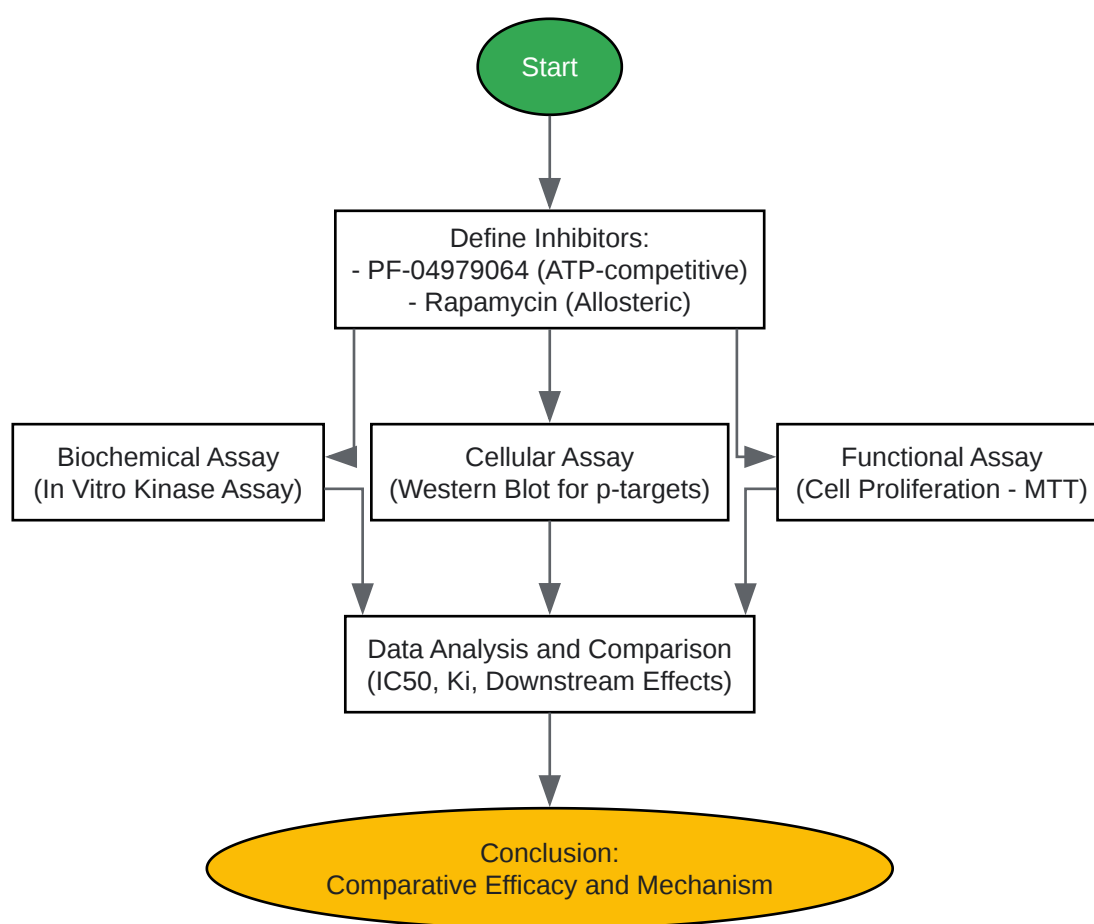 Start
Define Inhibitors:
- PF-04979064 (ATP-competitive)
- Rapamycin (Allosteric)
Biochemical Assay
(In Vitro Kinase Assay)
Cellular Assay
(Western Blot for p-targets)
Functional Assay
(Cell Proliferation - MTT)
Data Analysis and Comparison
(IC50, Ki, Downstream Effects)
Conclusion:
Comparative Efficacy and Mechanism